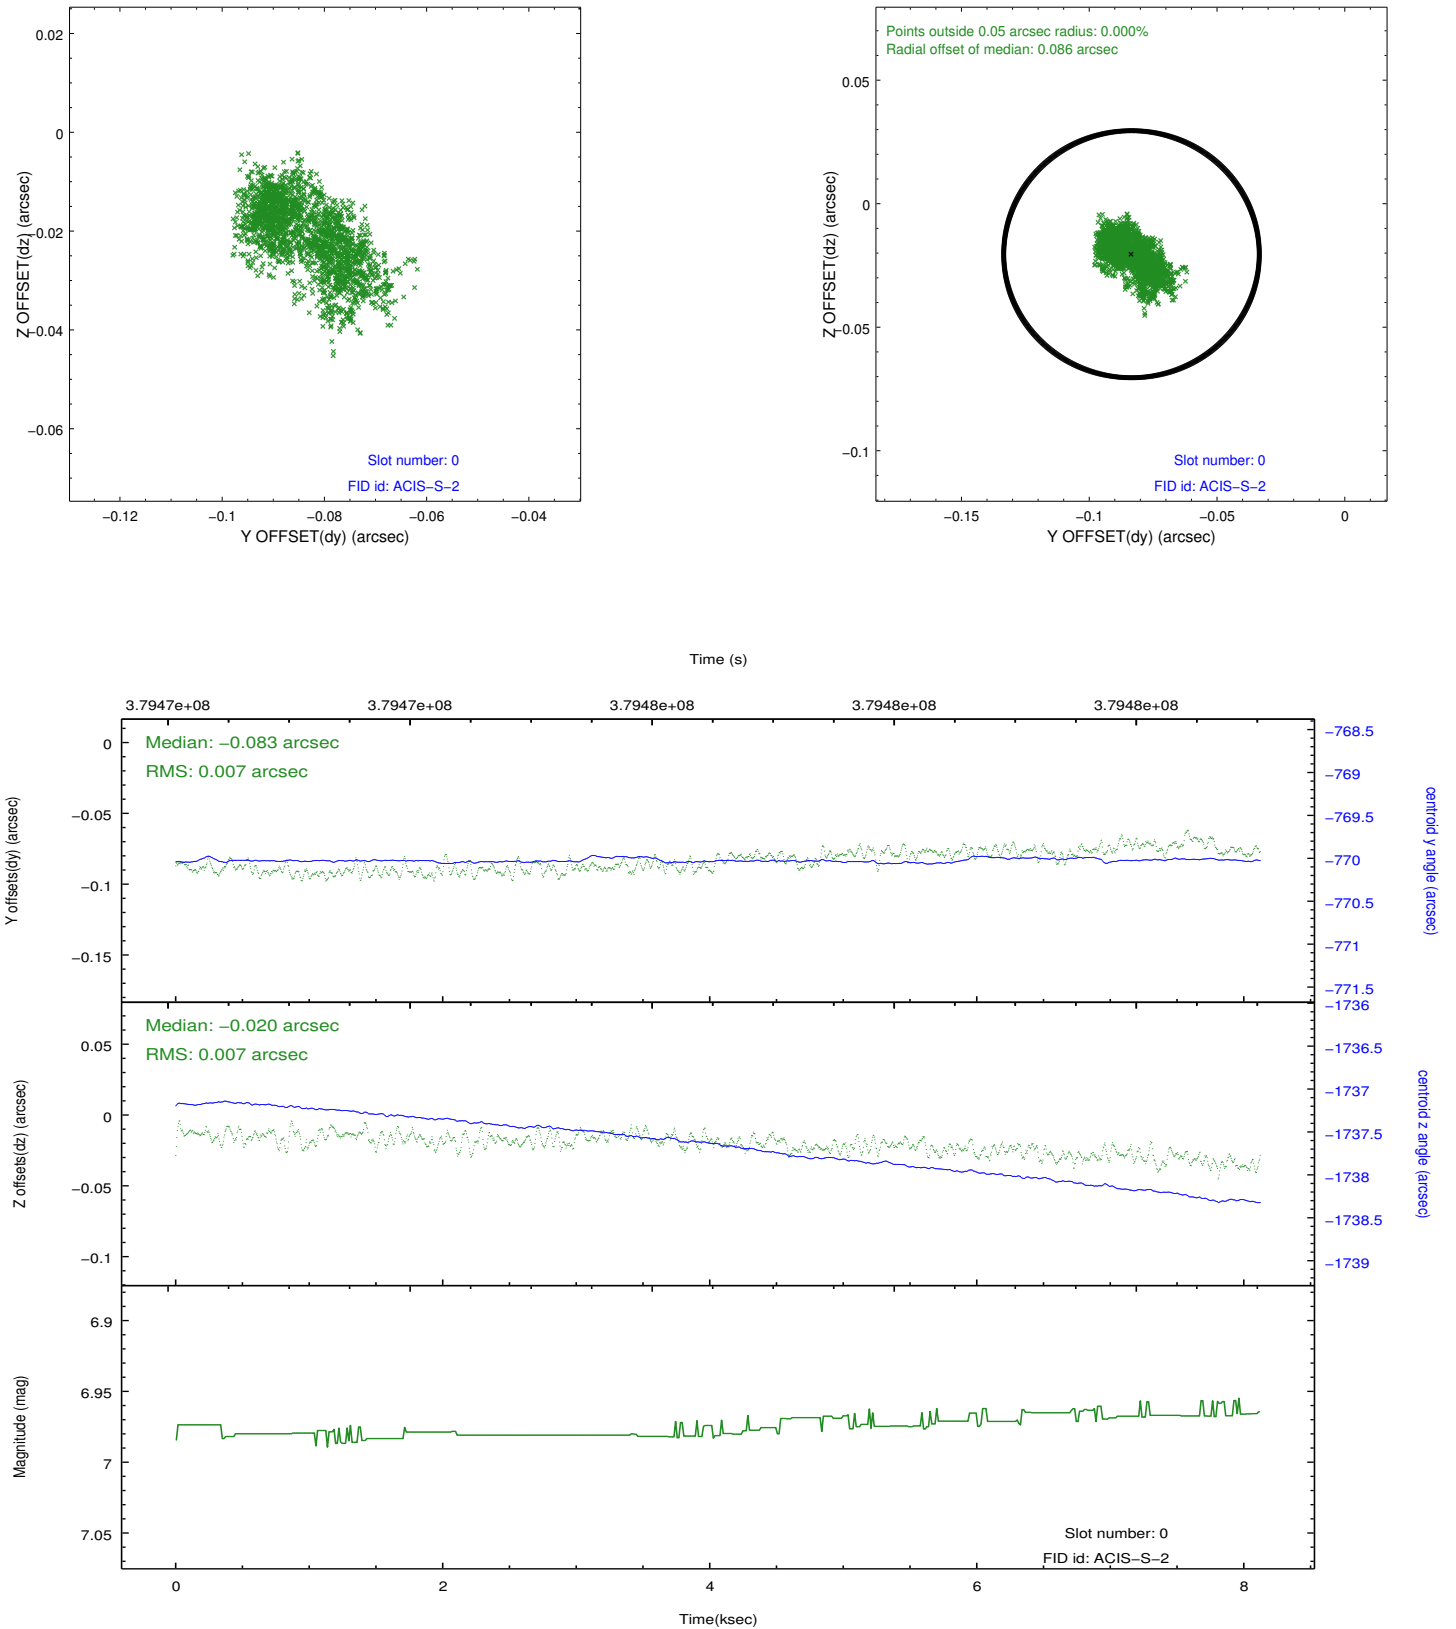 0.02
0
−0.02
−0.04
−0.06
Z OFFSET(dz) (arcsec)
Slot number: 0
FID id: ACIS−S−2
−0.12 −0.1 −0.08 −0.06 −0.04
Y OFFSET(dy) (arcsec)
Points outside 0.05 arcsec radius: 0.000%
Radial offset of median: 0.086 arcsec
0.05
0
−0.05
−0.1
Z OFFSET(dz) (arcsec)
Slot number: 0
FID id: ACIS−S−2
−0.15 −0.1 −0.05 0
Y OFFSET(dy) (arcsec)
Time (s)
3.7947e+08 3.7947e+08 3.7948e+08 3.7948e+08 3.7948e+08
Median: −0.083 arcsec
RMS: 0.007 arcsec
0
−0.05
−0.1
−0.15
Y offsets(dy) (arcsec)
−768.5
−769
−769.5
−770
−770.5
−771
−771.5
centroid y angle (arcsec)
Median: −0.020 arcsec
RMS: 0.007 arcsec
0.05
0
−0.05
−0.1
Z offsets(dz) (arcsec)
−1736
−1736.5
−1737
−1737.5
−1738
−1738.5
−1739
centroid z angle (arcsec)
6.9
6.95
7
7.05
Magnitude (mag)
Slot number: 0
FID id: ACIS−S−2
0 2 4 6 8
Time(ksec)